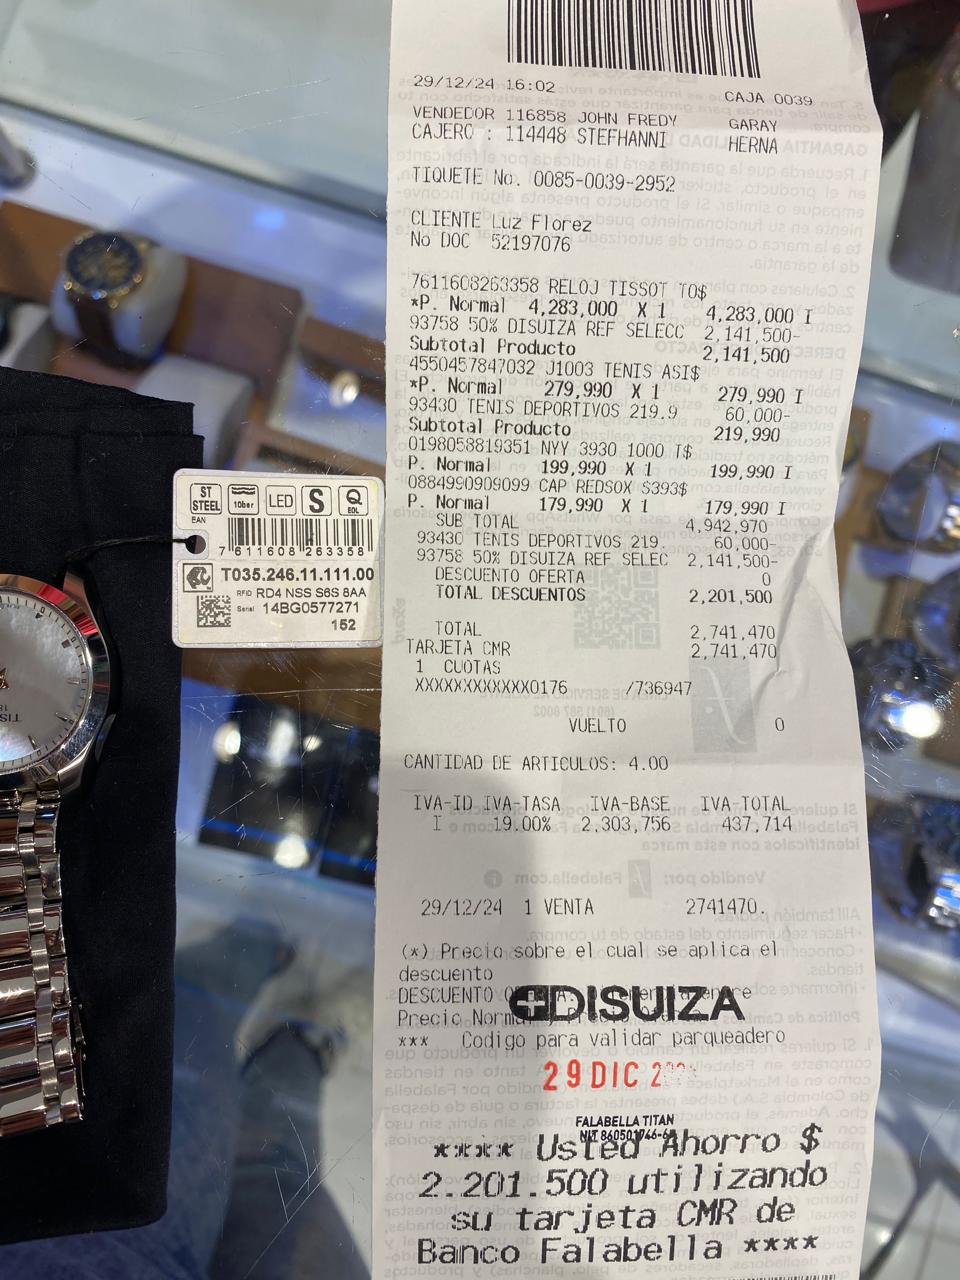 29/12/24 16:02 CAJA 0039
VENDEDOR 116858 JOHN FREDY GARAY
CAJERO : 114448 STEFHANNI HERNA
TIQUETE No. 0085-0039-2952
CLIENTE Luz Florez
No DOC 52197076
7611608263358 RELOJ TISSOT TO$
*P. Normal 4,283,000 X 1 4,283,000 I
93758 50% DISUIZA REF SELECC 2,141,500-
Subtotal Producto 2,141,500
4550457847032 J1003 TENIS ASI$
*P. Normal 279,990 X 1 279,990 I
93430 TENIS DEPORTIVOS 219.9 60,000-
Subtotal Producto 219,990
0198058819351 NYY 3930 1000 T$
P. Normal 199,990 X 1 199,990 I
0884990909099 CAP REDSOX S393$
P. Normal 179,990 X 1 179,990 I
SUB TOTAL 4,942,970
93430 TENIS DEPORTIVOS 219. 60,000-
93758 50% DISUIZA REF SELEC 2,141,500-
DESCUENTO OFERTA 0
TOTAL DESCUENTOS 2,201,500
TOTAL 2,741,470
TARJETA CMR 2,741,470
1 CUOTAS
XXXXXXXXXXXX0176 /736947
VUELTO 0
CANTIDAD DE ARTICULOS: 4.00
IVA-ID IVA-TASA IVA-BASE IVA TOTAL
I 19.00% 2,303,756 437,714
29/12/24 1 VENTA 2741470.
(*) Precio sobre el cual se aplica el
descuento
DESCUENTO
Precio
DISUIZA
*** Codigo para validar parqueadero
29 DIC
FALABELLA TITAN
NIT
**** Usted Ahorro $
2.201.500 utilizando
su tarjeta CMR de
Banco Falabella ****
ST STEEL
10bar
LED
S
Q
EOL
EAN
7 611608 263358
T035.246.11.111.00
RFID RD4 NSS S6S 8AA
Serial 14BG0577271
152